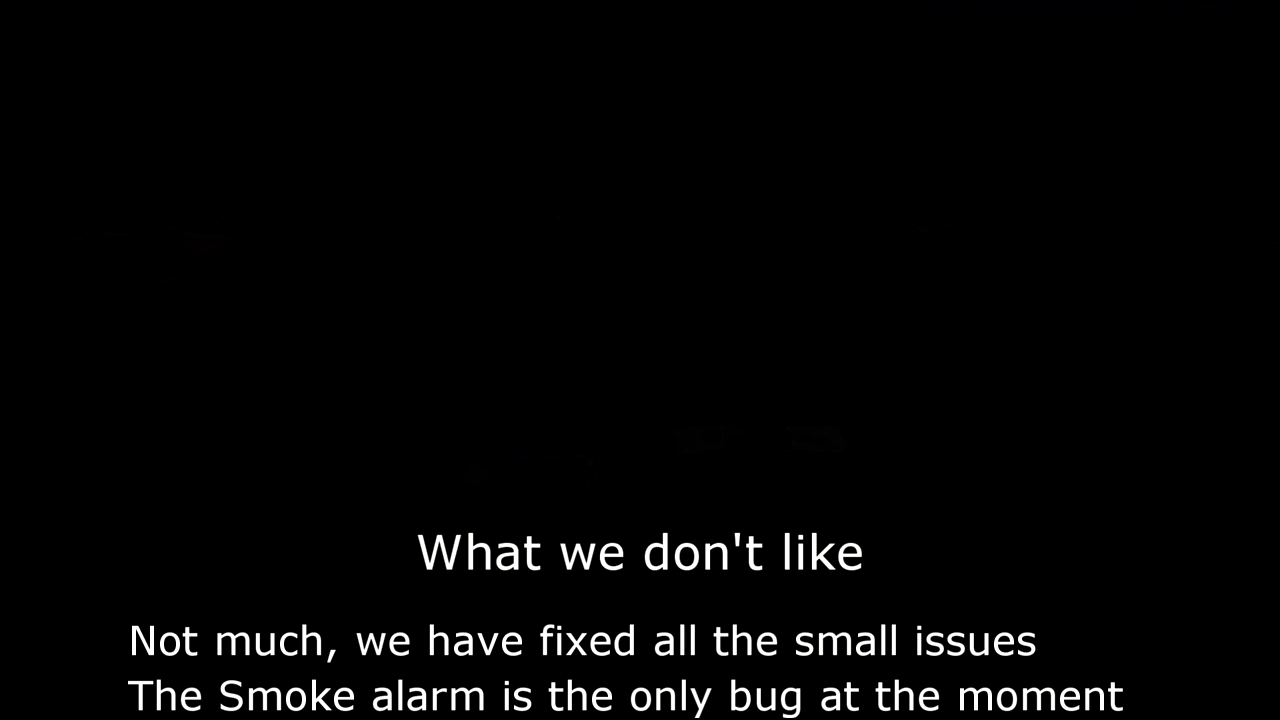 What we don't like
Not much, we have fixed all the small issues
The Smoke alarm is the only bug at the moment